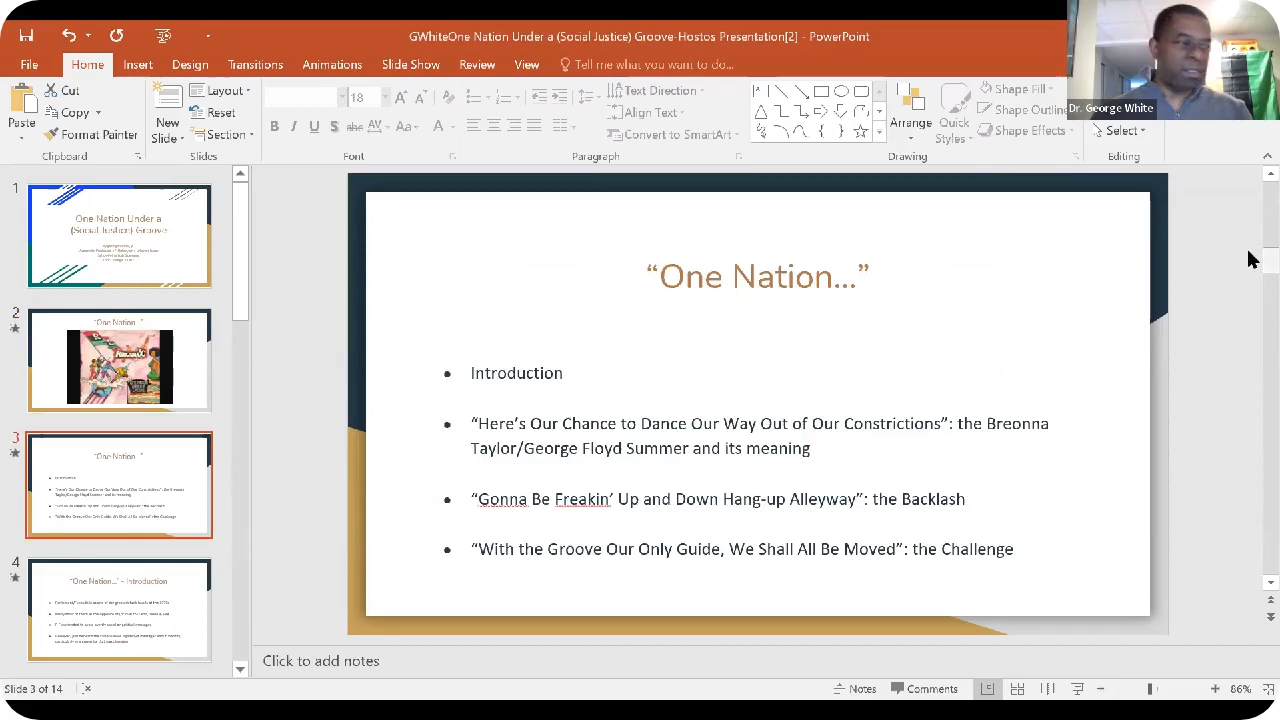 GWhiteOne Nation Under a (Social Justice) Groove-Hostos Presentation[2] - PowerPoint
File Home Insert Design Transitions Animations Slide Show Review View Tell me what you want to do...
Paste
Cut
Copy
Format Painter
Clipboard
New
Slide
Layout
Reset
Section
Slides
18
B I U S abc AV Aa A
Font
Text Direction
Align Text
Convert to SmartArt
Paragraph
Arrange
Quick
Styles
Shape Fill
Shape Outline
Shape Effects
Drawing
Select
Editing
Dr. George White
1
One Nation Under a
(Social Justice) Groove
2
"One Nation..."
3
"One Nation..."
Introduction
4
"One Nation..." - Introduction
“One Nation...”
• Introduction
• “Here’s Our Chance to Dance Our Way Out of Our Constrictions”: the Breonna
Taylor/George Floyd Summer and its meaning
• “Gonna Be Freakin’ Up and Down Hang-up Alleyway”: the Backlash
• “With the Groove Our Only Guide, We Shall All Be Moved”: the Challenge
Click to add notes
Slide 3 of 14
Notes Comments 86%